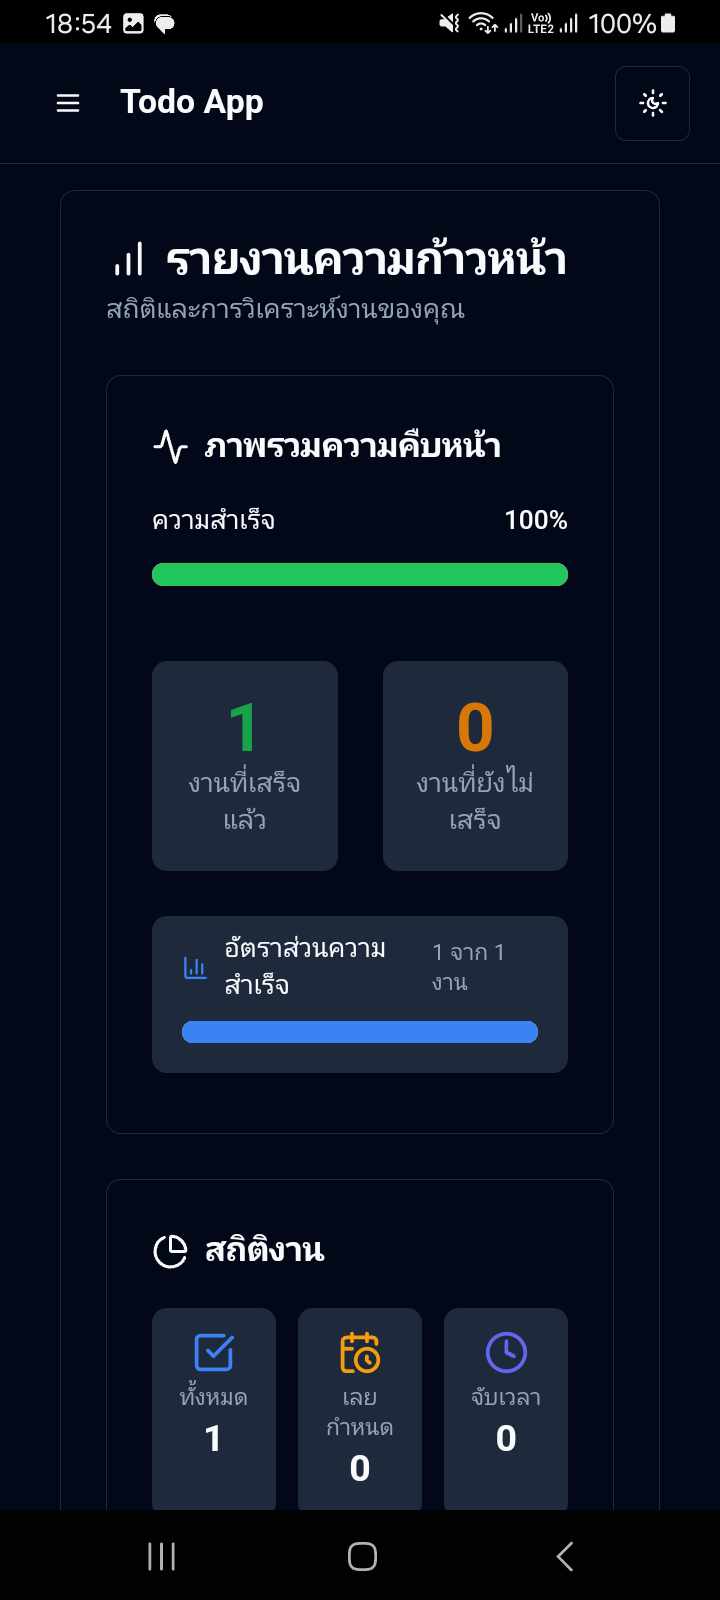 18:54
Vo))
LTE2
100%
Todo App
รายงานความก้าวหน้า
สถิติและการวิเคราะห์งานของคุณ
ภาพรวมความคืบหน้า
ความสำเร็จ 100%
1
งานที่เสร็จ
แล้ว
0
งานที่ยังไม่
เสร็จ
อัตราส่วนความ
สำเร็จ
1 จาก 1
งาน
สถิติงาน
ทั้งหมด
1
เลย
กำหนด
0
จับเวลา
0